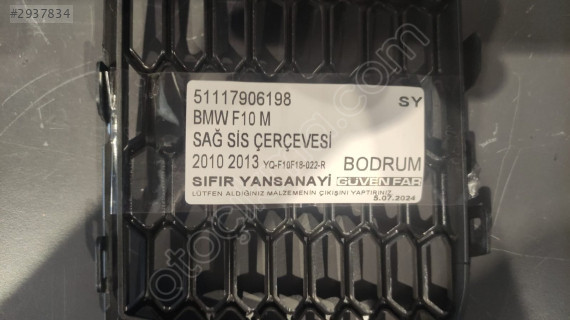 #2937834
51117906198 SY
BMW F10 M
SAĞ SİS ÇERÇEVESİ
2010 2013 YQ-F10F18-022-R BODRUM
SIFIR YANSANAYİ GÜVEN FAR
LÜTFEN ALDIĞINIZ MALZEMENİN ÇIKIŞINI YAPTIRINIZ
5.07.2024